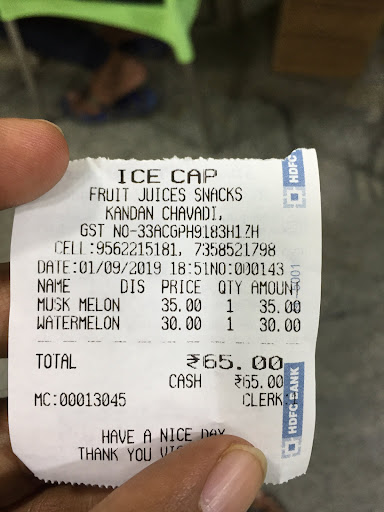 ICE CAP
FRUIT JUICES SNACKS
KANDAN CHAVADI,
GST NO-33ACGPH9183H1ZH
CELL:9562215181, 7358521798
DATE:01/09/2019 18:51NO:000143
NAME DIS PRICE QTY AMOUNT
MUSK MELON 35.00 1 35.00
WATERMELON 30.00 1 30.00
TOTAL ₹65.00
CASH ₹65.00
MC:00013045 CLERK
HAVE A NICE DAY
THANK YOU
HDFC
HDFC BANK